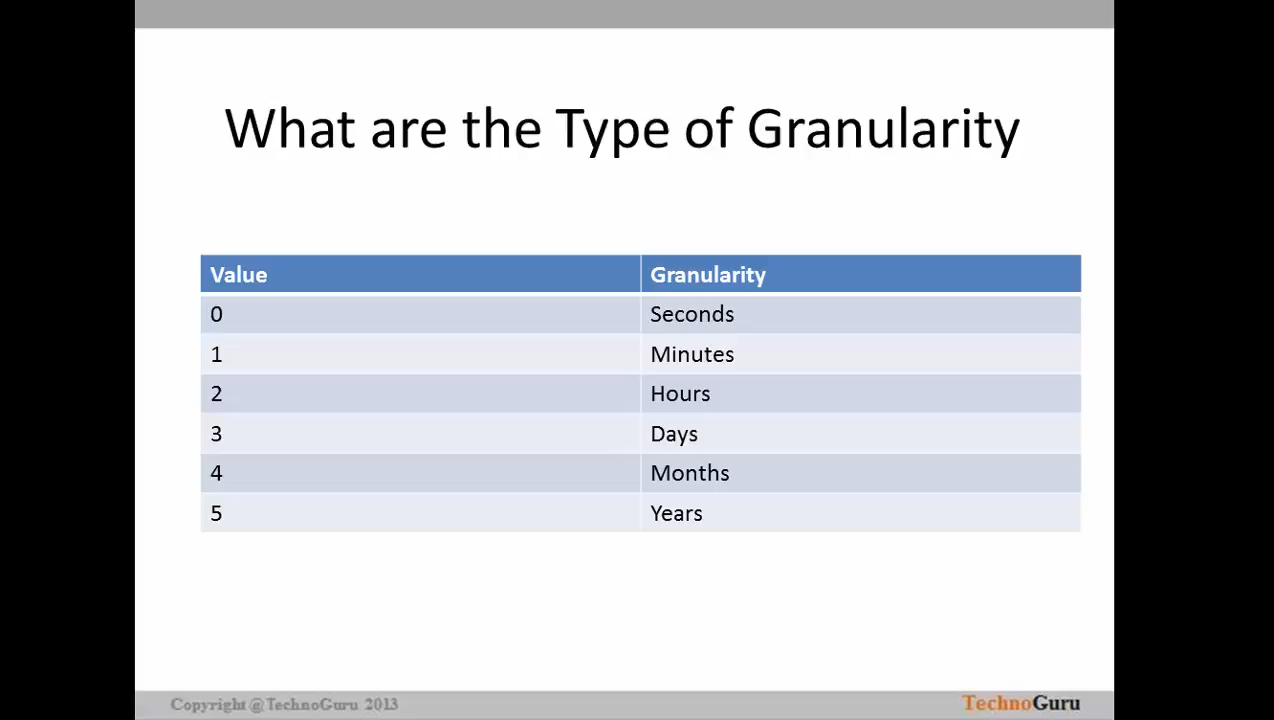 What are the Type of Granularity
Value Granularity
0 Seconds
1 Minutes
2 Hours
3 Days
4 Months
5 Years
Copyright @ TechnoGuru 2013 TechnoGuru